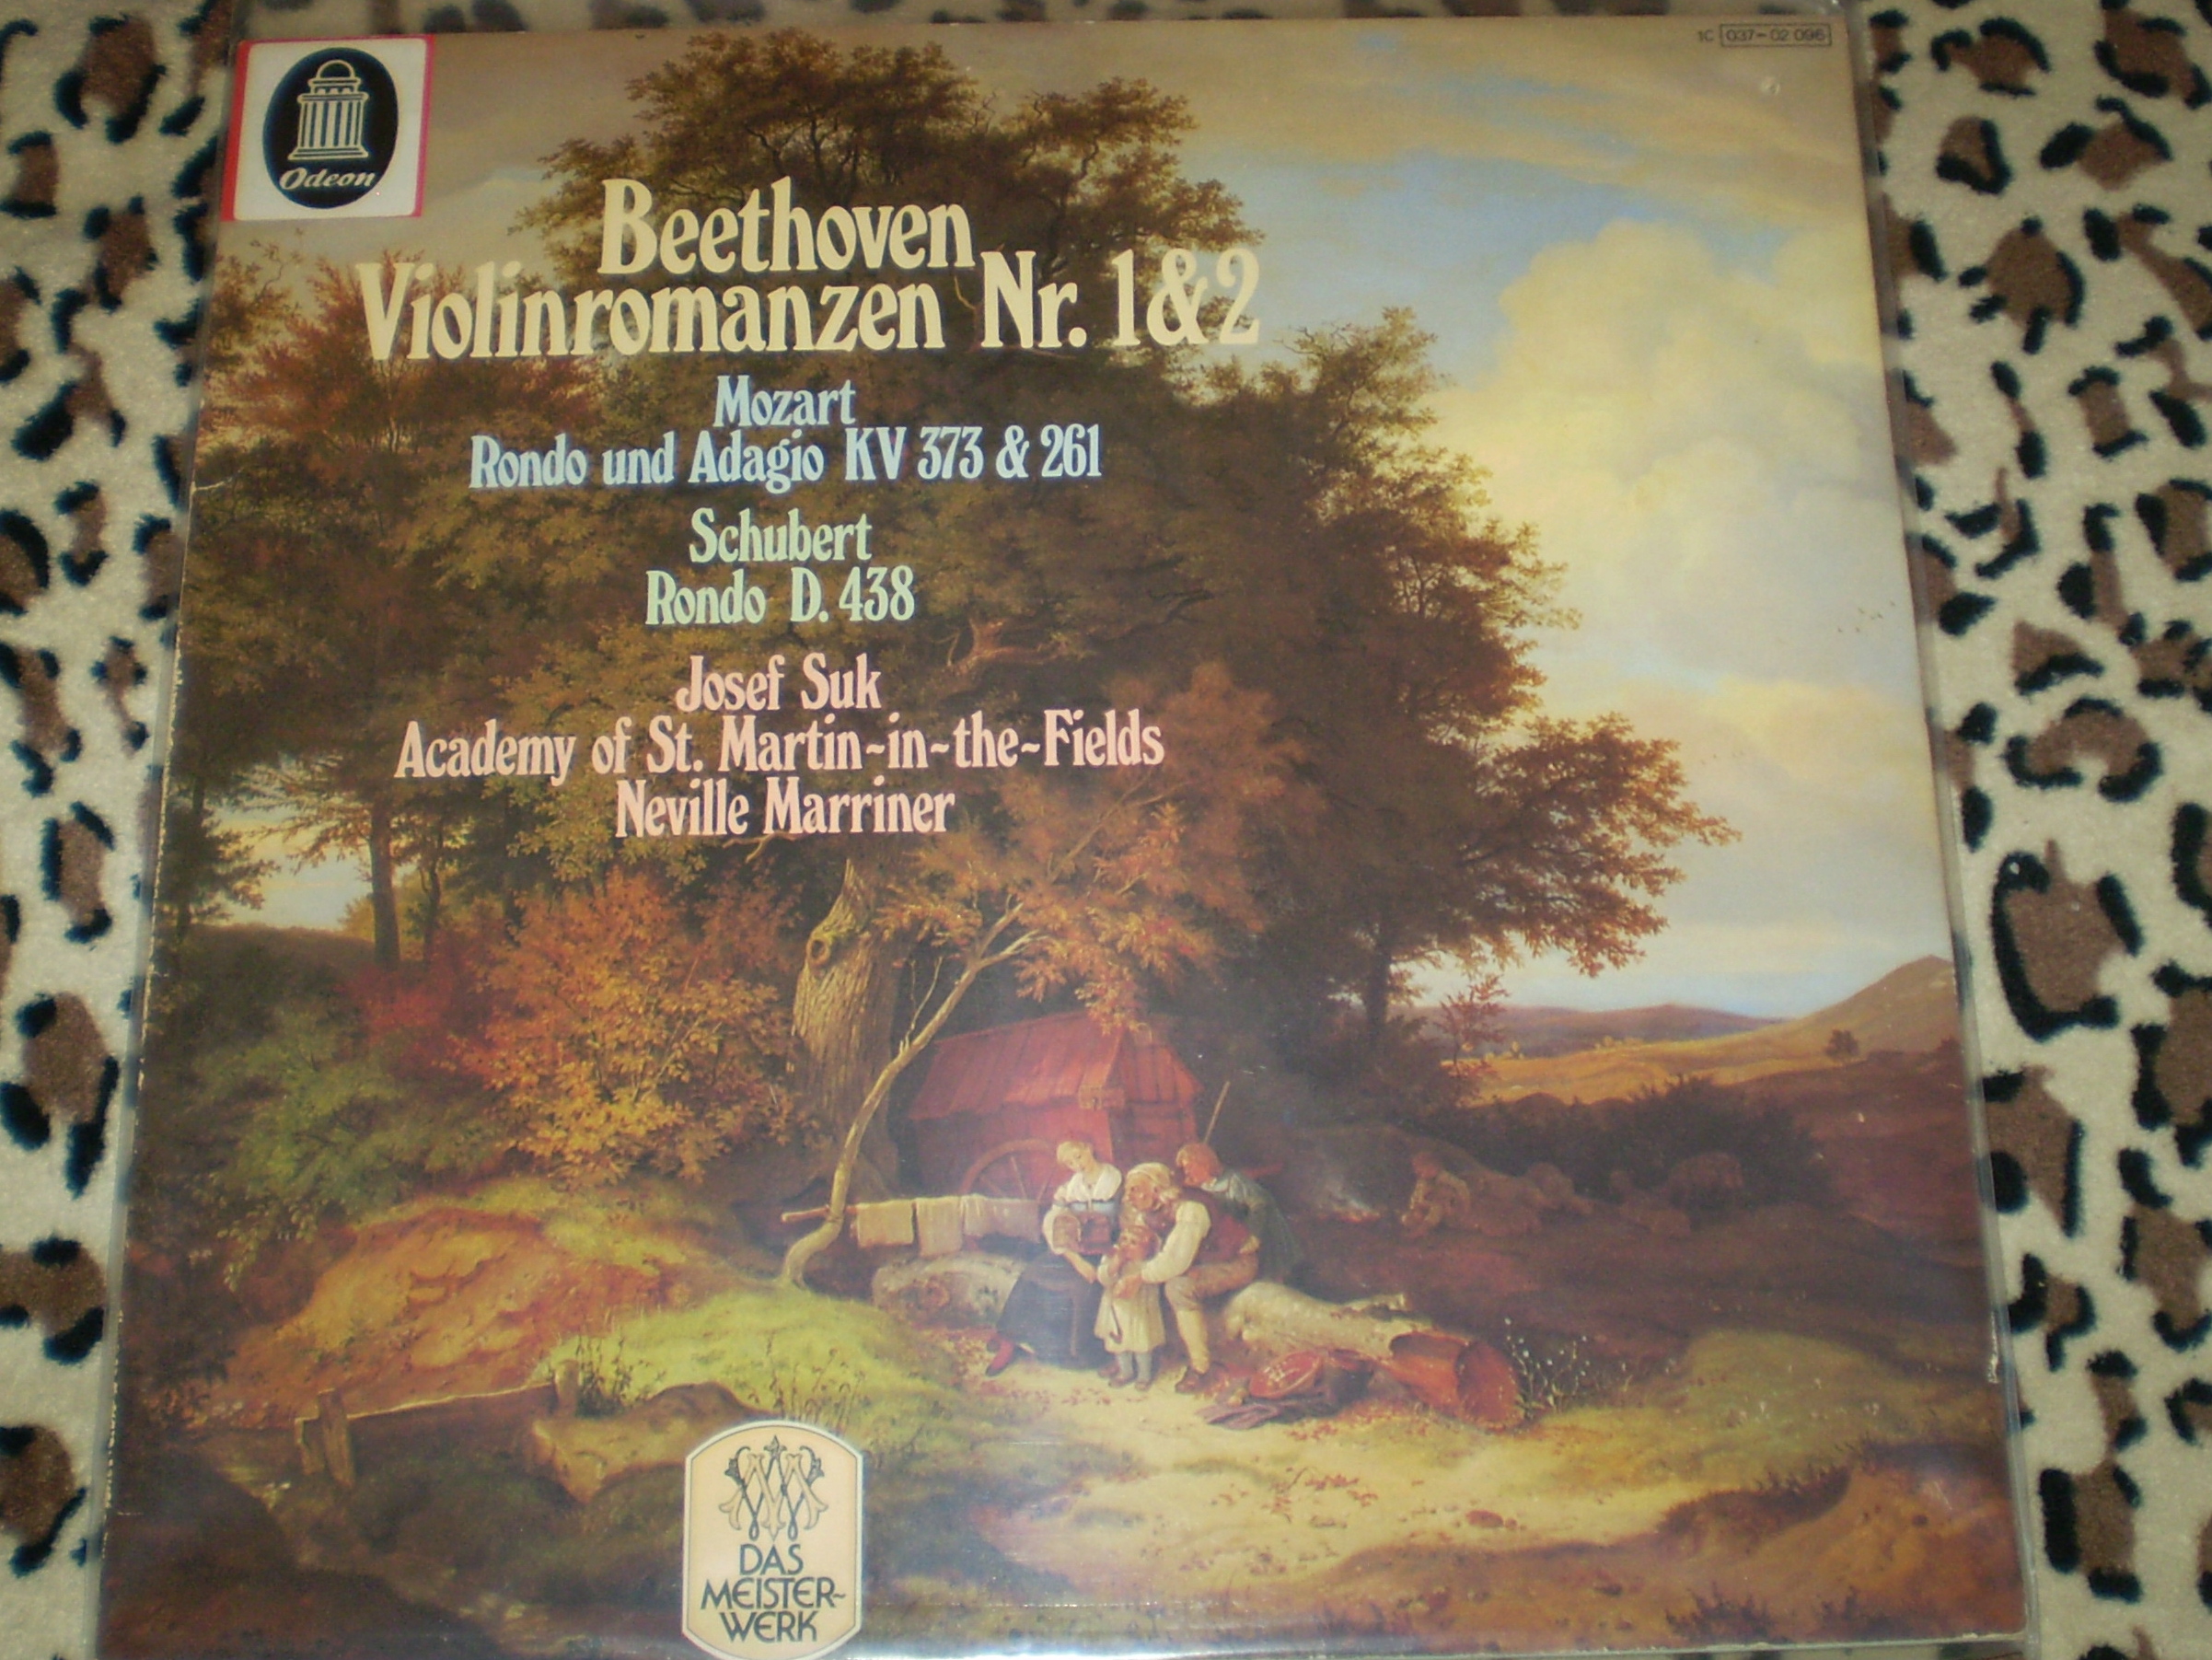 Odeon
1C 037-02 096
Beethoven
Violinromanzen Nr. 1&2
Mozart
Rondo und Adagio KV 373 & 261
Schubert
Rondo D. 438
Josef Suk
Academy of St. Martin-in-the-Fields
Neville Marriner
DAS
MEISTER-
WERK